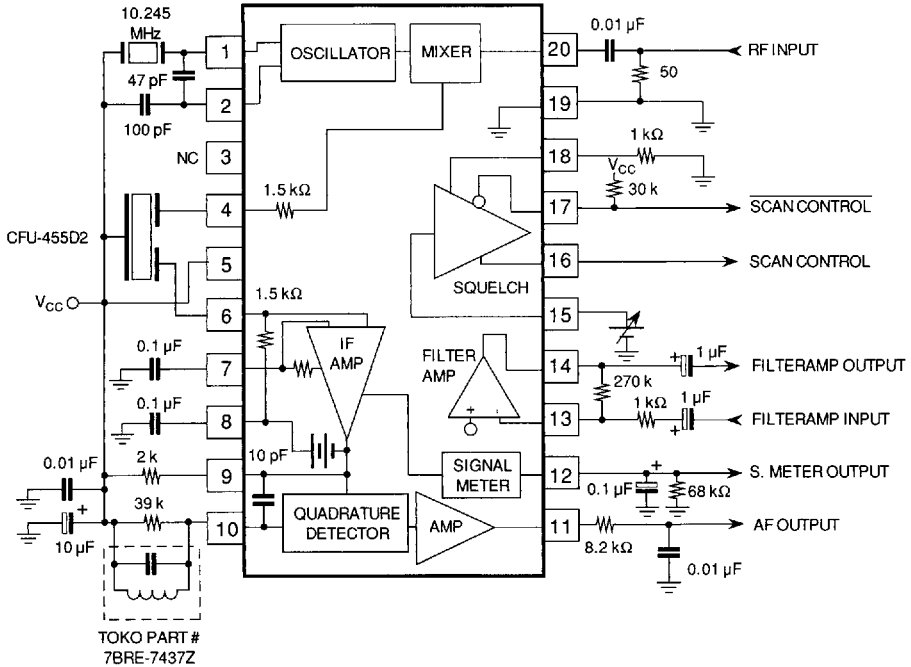 10.245
MHz
47 pF
100 pF
NC
CFU-455D2
VCC
0.1 µF
0.1 µF
2 k
0.01 µF
39 k
10 µF
+
TOKO PART #
7BRE-7437Z
1
2
3
4
5
6
7
8
9
10
OSCILLATOR
MIXER
1.5 kΩ
1.5 kΩ
IF
AMP
10 pF
QUADRATURE
DETECTOR
AMP
SIGNAL
METER
FILTER
AMP
+
-
SQUELCH
20
19
18
17
16
15
14
13
12
11
0.01 µF
RF INPUT
50
1 kΩ
VCC
30 k
SCAN CONTROL
SCAN CONTROL
+
1 µF
FILTERAMP OUTPUT
270 k
1 kΩ
1 µF
+
FILTERAMP INPUT
+
S. METER OUTPUT
0.1 µF
68 kΩ
AF OUTPUT
8.2 kΩ
0.01 µF